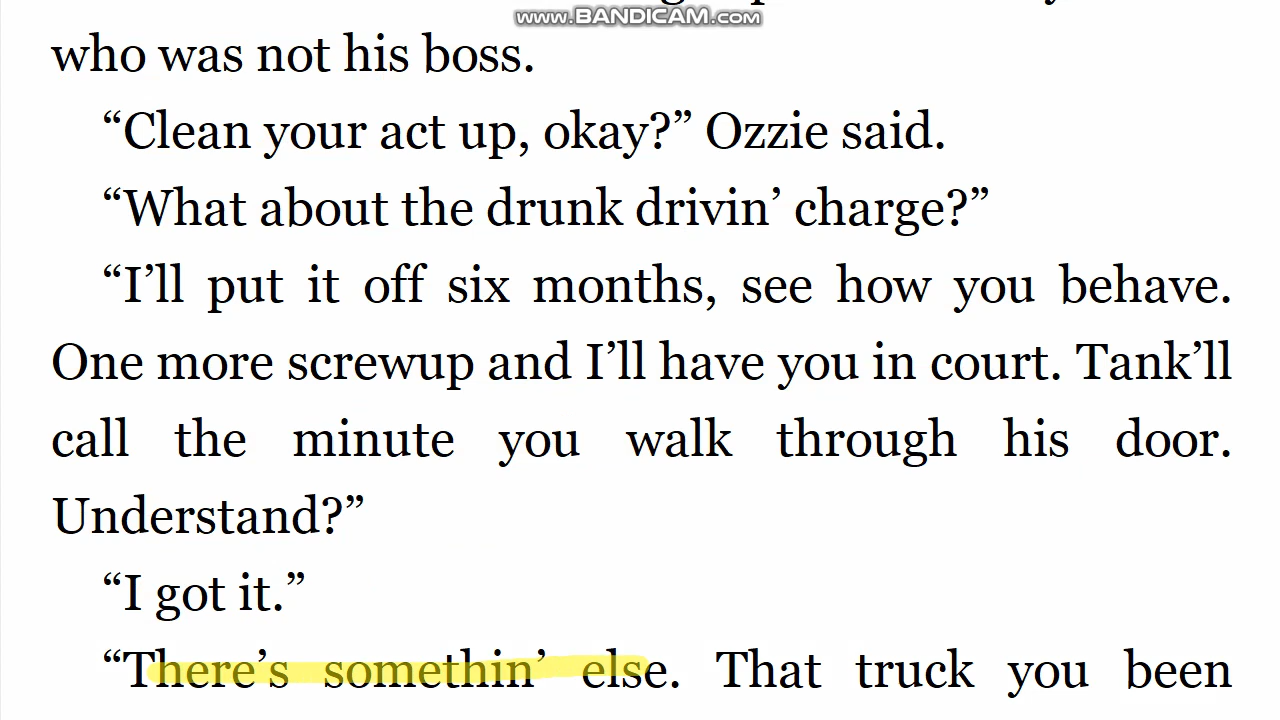 www.BANDICAM.com
who was not his boss.
“Clean your act up, okay?” Ozzie said.
“What about the drunk drivin’ charge?”
“I’ll put it off six months, see how you behave.
One more screwup and I’ll have you in court. Tank’ll
call the minute you walk through his door.
Understand?”
“I got it.”
“There’s somethin’ else. That truck you been